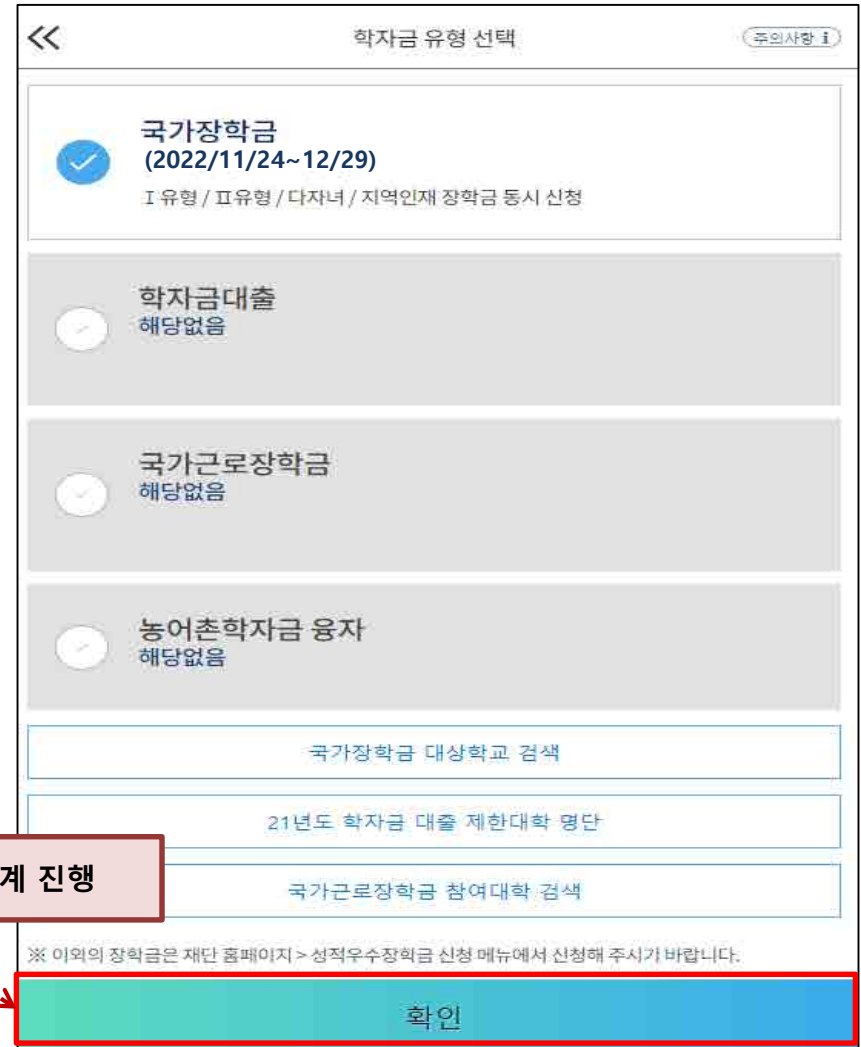 학자금 유형 선택
주의사항 i
국가장학금
(2022/11/24~12/29)
I 유형 / II유형 / 다자녀 / 지역인재 장학금 동시 신청
학자금대출
해당없음
국가근로장학금
해당없음
농어촌학자금 융자
해당없음
국가장학금 대상학교 검색
21년도 학자금 대출 제한대학 명단
계 진행
국가근로장학금 참여대학 검색
※ 이외의 장학금은 재단 홈페이지 > 성적우수장학금 신청 메뉴에서 신청해 주시기 바랍니다.
확인